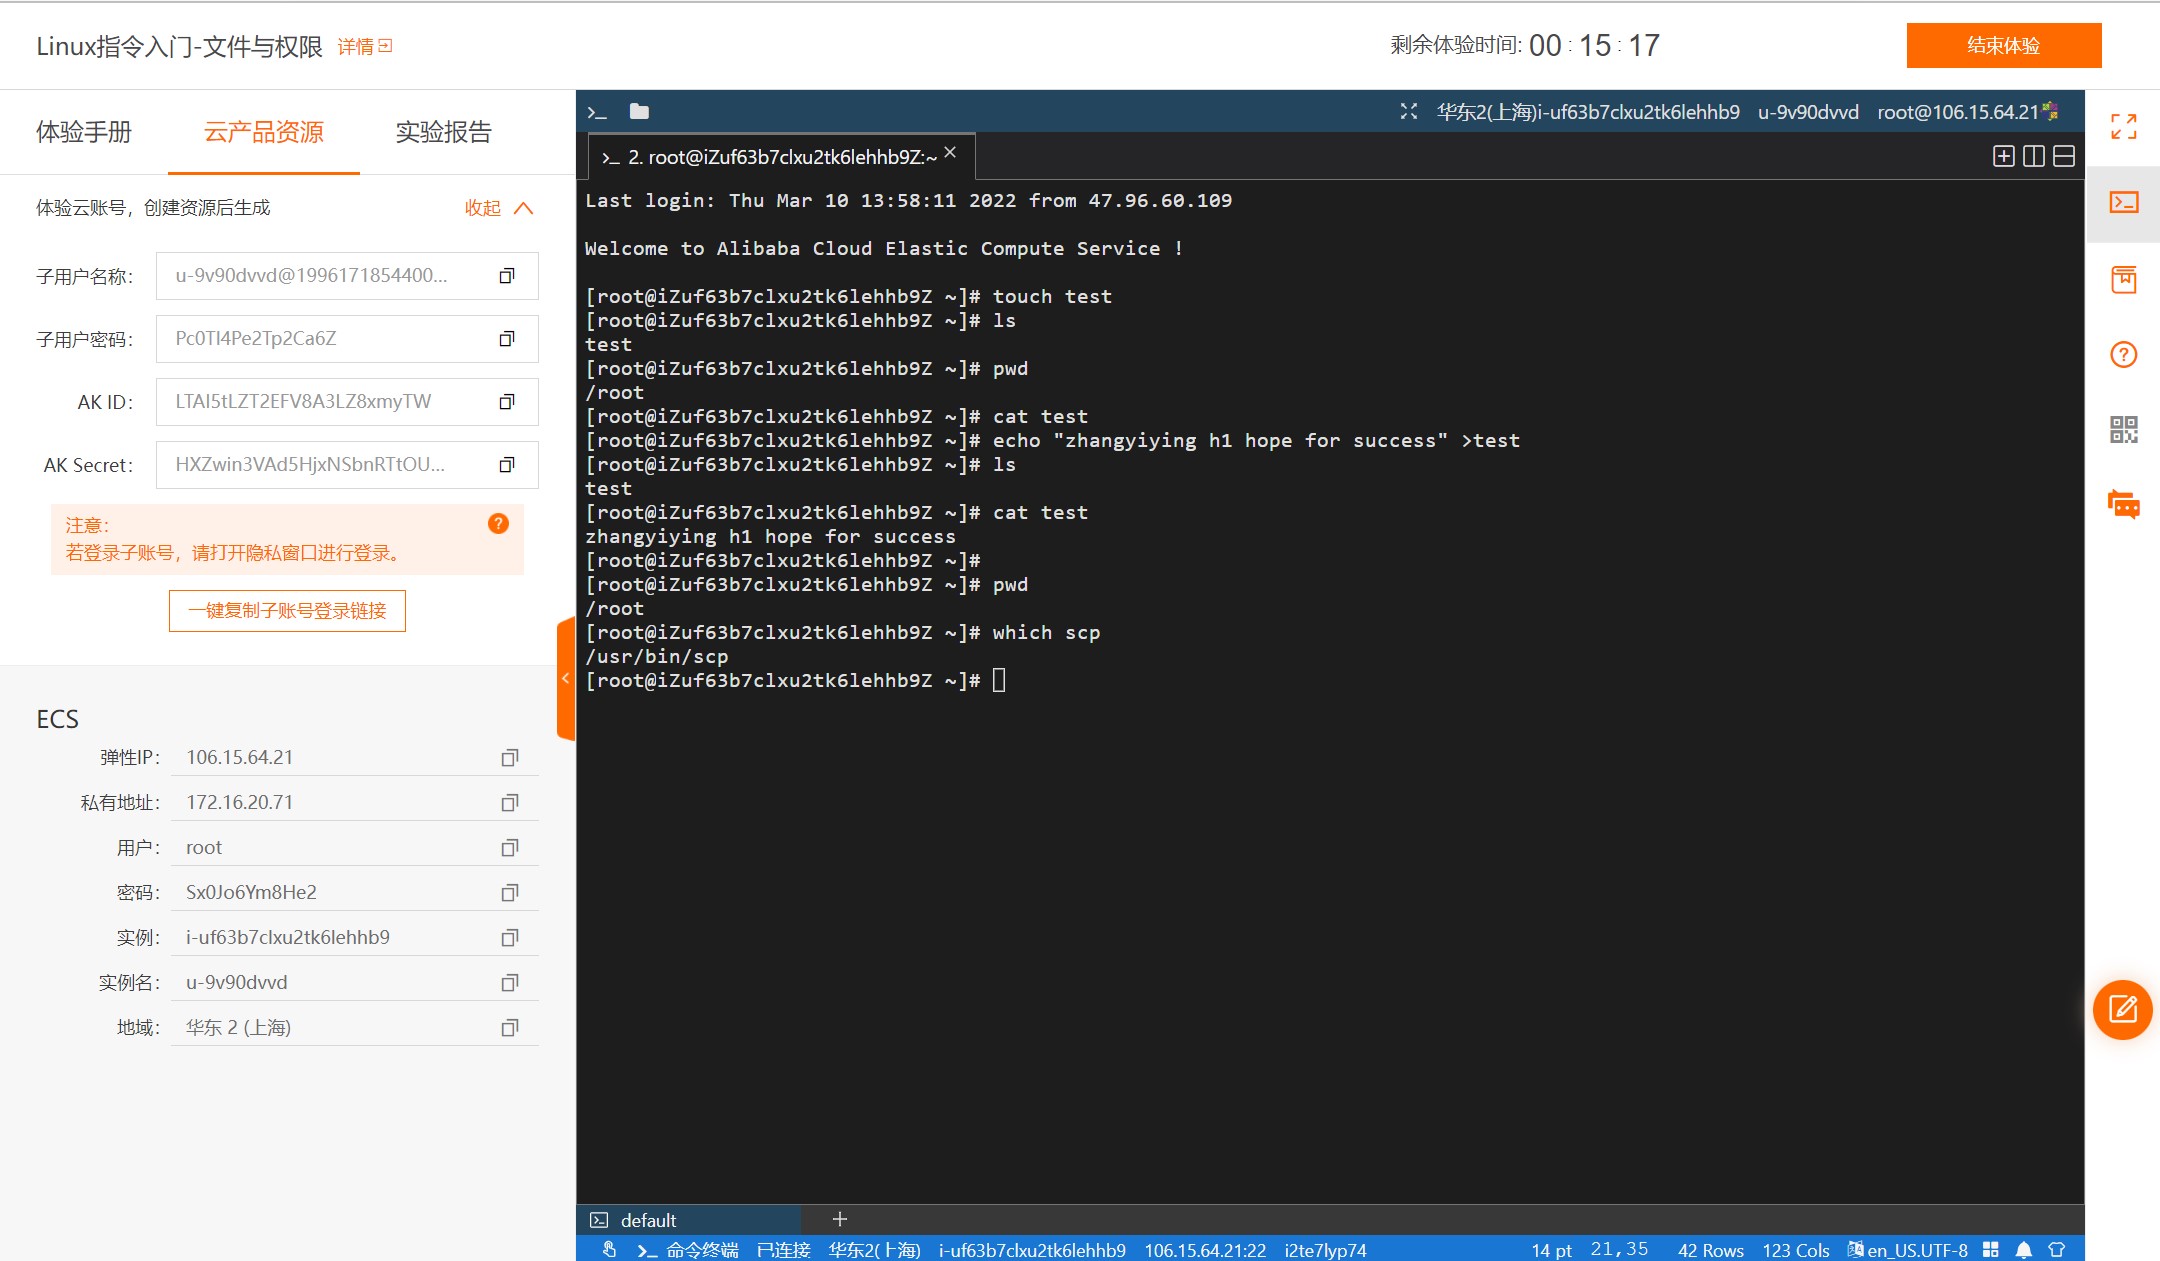 Linux指令入门-文件与权限 详情
剩余体验时间: 00 : 15 : 17
结束体验
体验手册
云产品资源
实验报告
体验云账号，创建资源后生成
收起
子用户名称： u-9v90dvvd@1996171854400...
子用户密码： Pc0Tl4Pe2Tp2Ca6Z
AK ID： LTAI5tLZT2EFV8A3LZ8xmyTW
AK Secret： HXZwin3VAd5HjxNSbnRTtOU...
注意：
若登录子账号，请打开隐私窗口进行登录。
一键复制子账号登录链接
ECS
弹性IP： 106.15.64.21
私有地址： 172.16.20.71
用户： root
密码： Sx0Jo6Ym8He2
实例： i-uf63b7clxu2tk6lehhb9
实例名： u-9v90dvvd
地域： 华东 2 (上海)
华东2(上海)i-uf63b7clxu2tk6lehhb9 u-9v90dvvd root@106.15.64.21
2. root@iZuf63b7clxu2tk6lehhb9Z:~
Last login: Thu Mar 10 13:58:11 2022 from 47.96.60.109
Welcome to Alibaba Cloud Elastic Compute Service !
[root@iZuf63b7clxu2tk6lehhb9Z ~]# touch test
[root@iZuf63b7clxu2tk6lehhb9Z ~]# ls
test
[root@iZuf63b7clxu2tk6lehhb9Z ~]# pwd
/root
[root@iZuf63b7clxu2tk6lehhb9Z ~]# cat test
[root@iZuf63b7clxu2tk6lehhb9Z ~]# echo "zhangyiying h1 hope for success" >test
[root@iZuf63b7clxu2tk6lehhb9Z ~]# ls
test
[root@iZuf63b7clxu2tk6lehhb9Z ~]# cat test
zhangyiying h1 hope for success
[root@iZuf63b7clxu2tk6lehhb9Z ~]#
[root@iZuf63b7clxu2tk6lehhb9Z ~]# pwd
/root
[root@iZuf63b7clxu2tk6lehhb9Z ~]# which scp
/usr/bin/scp
[root@iZuf63b7clxu2tk6lehhb9Z ~]#
default
命令终端 已连接 华东2(上海) i-uf63b7clxu2tk6lehhb9 106.15.64.21:22 i2te7lyp74 14 pt 21,35 42 Rows 123 Cols en_US.UTF-8